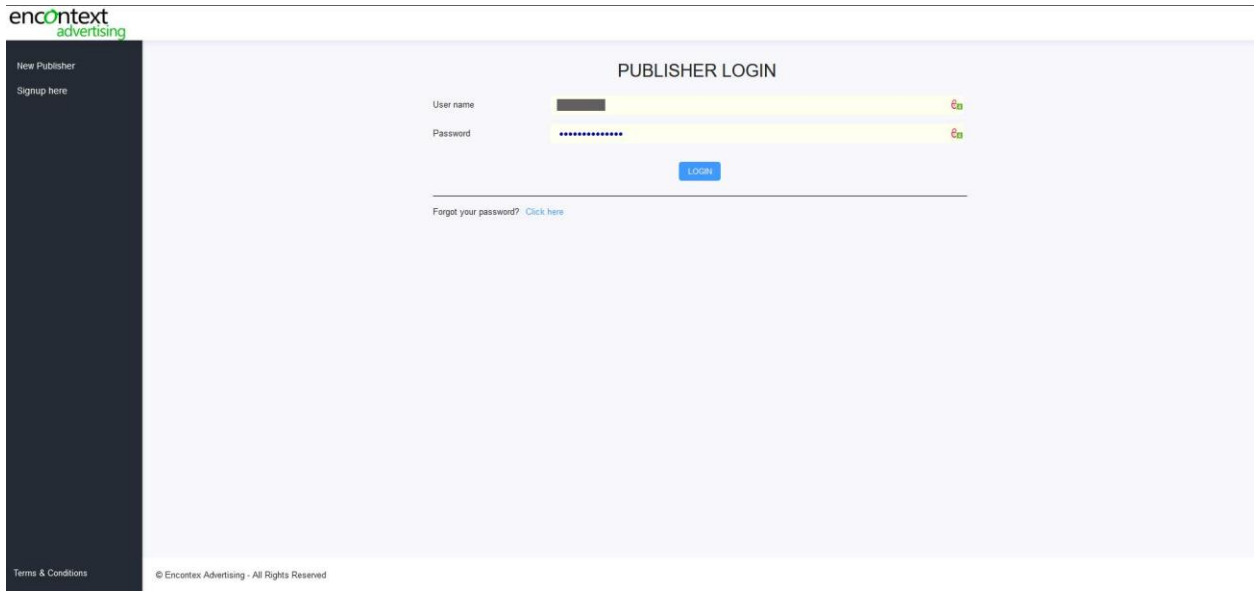 encontext
advertising
New Publisher
Signup here
PUBLISHER LOGIN
User name
Password
••••••••••••••
LOGIN
Forgot your password? Click here
Terms & Conditions
© Encontex Advertising - All Rights Reserved